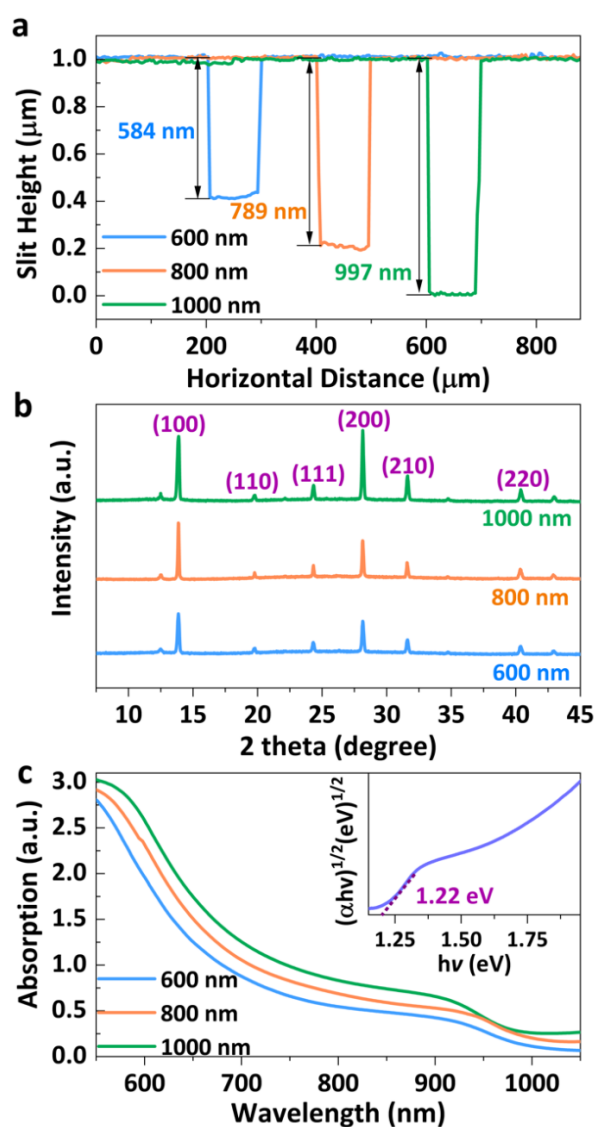 a
Slit Height (μm)
1.0
0.8
0.6
0.4
0.2
0.0
584 nm
789 nm
997 nm
600 nm
800 nm
1000 nm
0 200 400 600 800
Horizontal Distance (μm)
b
Intensity (a.u.)
(100)
(110)
(111)
(200)
(210)
(220)
1000 nm
800 nm
600 nm
10 15 20 25 30 35 40 45
2 theta (degree)
c
Absorption (a.u.)
3.0
2.5
2.0
1.5
1.0
0.5
0.0
(αhν)1/2(eV)1/2
1.22 eV
1.25 1.50 1.75
hν (eV)
600 nm
800 nm
1000 nm
600 700 800 900 1000
Wavelength (nm)